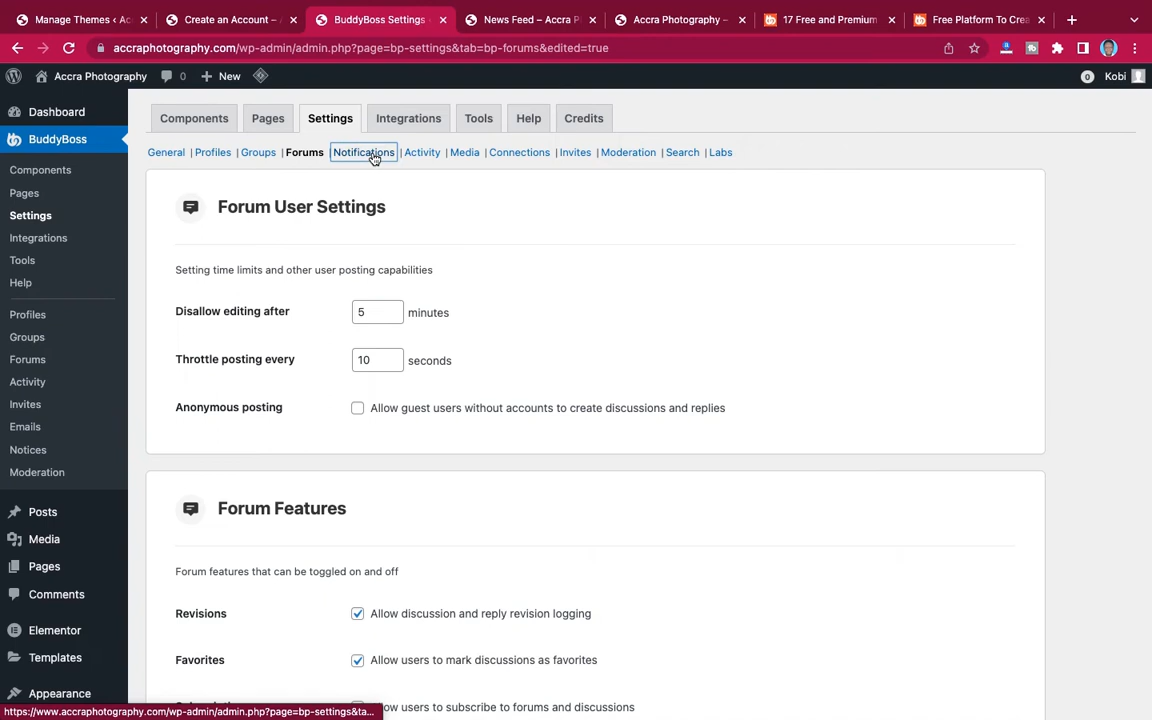 Manage Themes ‹ Acc
Create an Account –
BuddyBoss Settings ‹
News Feed – Accra P
Accra Photography –
17 Free and Premium
Free Platform To Crea
accraphotography.com/wp-admin/admin.php?page=bp-settings&tab=bp-forums&edited=true
Accra Photography
0
New
0
Kobi
Dashboard
BuddyBoss
Components
Pages
Settings
Integrations
Tools
Help
Profiles
Groups
Forums
Activity
Invites
Emails
Notices
Moderation
Posts
Media
Pages
Comments
Elementor
Templates
Appearance
Components
Pages
Settings
Integrations
Tools
Help
Credits
General | Profiles | Groups | Forums | Notifications | Activity | Media | Connections | Invites | Moderation | Search | Labs
Forum User Settings
Setting time limits and other user posting capabilities
Disallow editing after 5 minutes
Throttle posting every 10 seconds
Anonymous posting Allow guest users without accounts to create discussions and replies
Forum Features
Forum features that can be toggled on and off
Revisions Allow discussion and reply revision logging
Favorites Allow users to mark discussions as favorites
users to subscribe to forums and discussions
https://www.accraphotography.com/wp-admin/admin.php?page=bp-settings&ta...